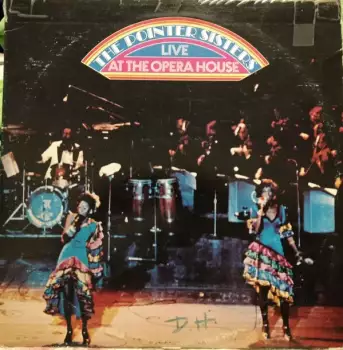 THE POINTER SISTERS
LIVE
AT THE OPERA HOUSE